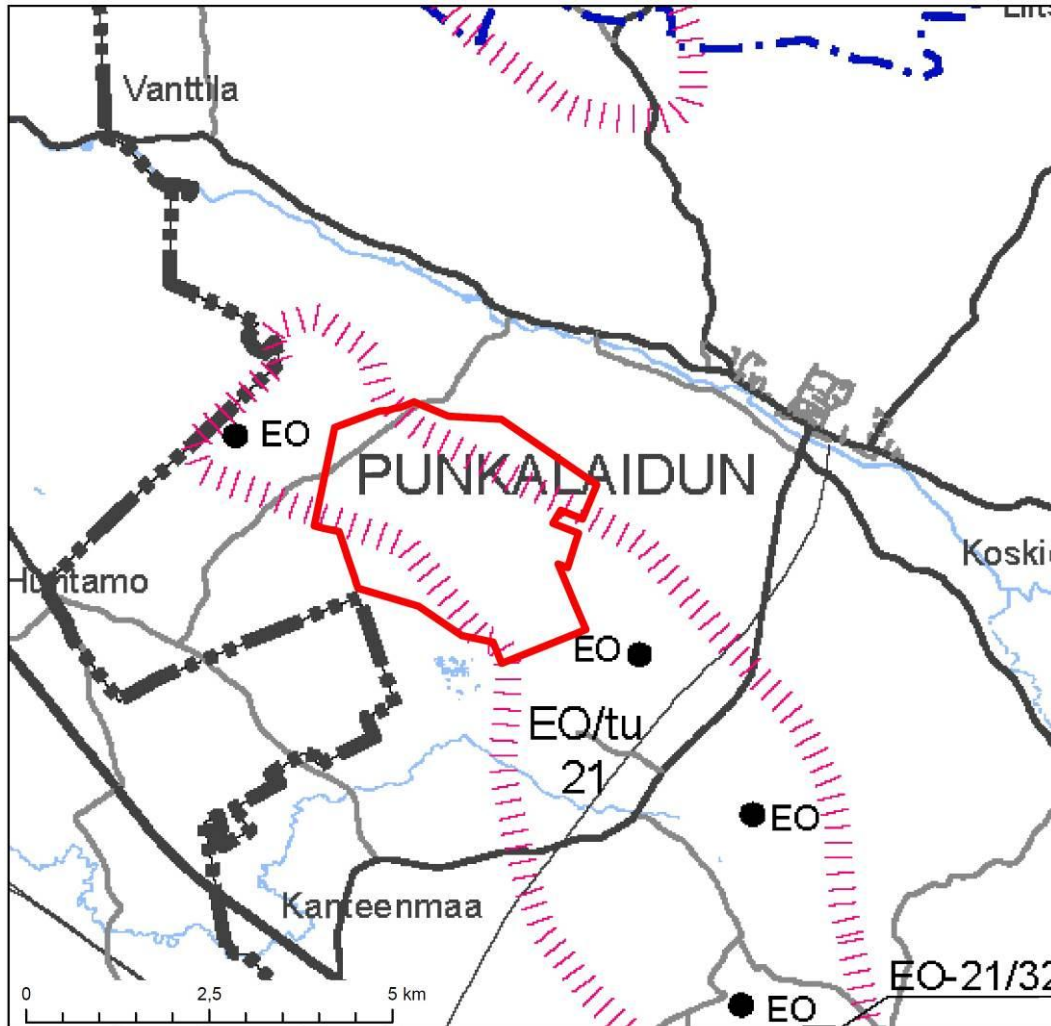 Vanttila
EO
PUNKALAIDUN
Huhtamo
EO
EO/tu
21
EO
Kanteenmaa
EO-21/32
EO
0 2,5 5 km